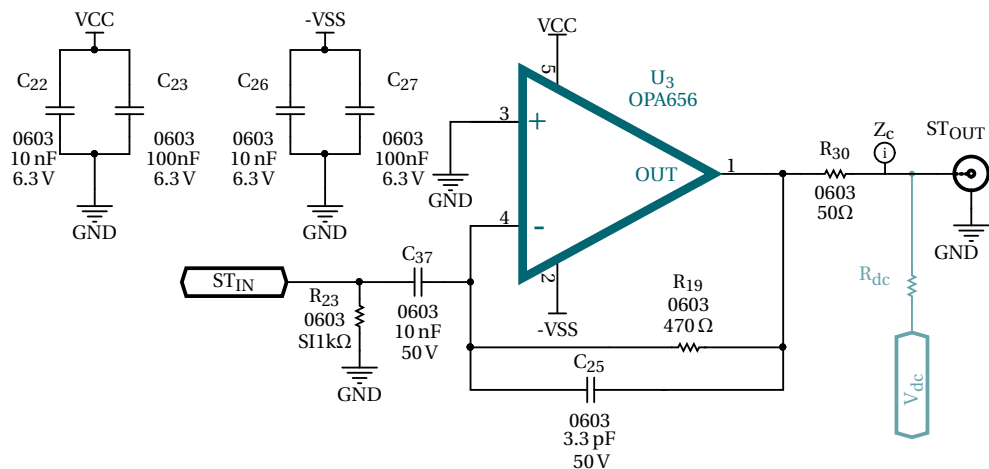 VCC
C22
C23
0603
10 nF
6.3 V
0603
100nF
6.3 V
GND
-VSS
C26
C27
0603
10 nF
6.3 V
0603
100nF
6.3 V
GND
VCC
5
U3
OPA656
3
+
GND
OUT
1
4
-
2
-VSS
STIN
R23
0603
SI1kΩ
GND
C37
0603
10 nF
50 V
R19
0603
470 Ω
C25
0603
3.3 pF
50 V
R30
0603
50Ω
Zc
i
STOUT
GND
Rdc
Vdc